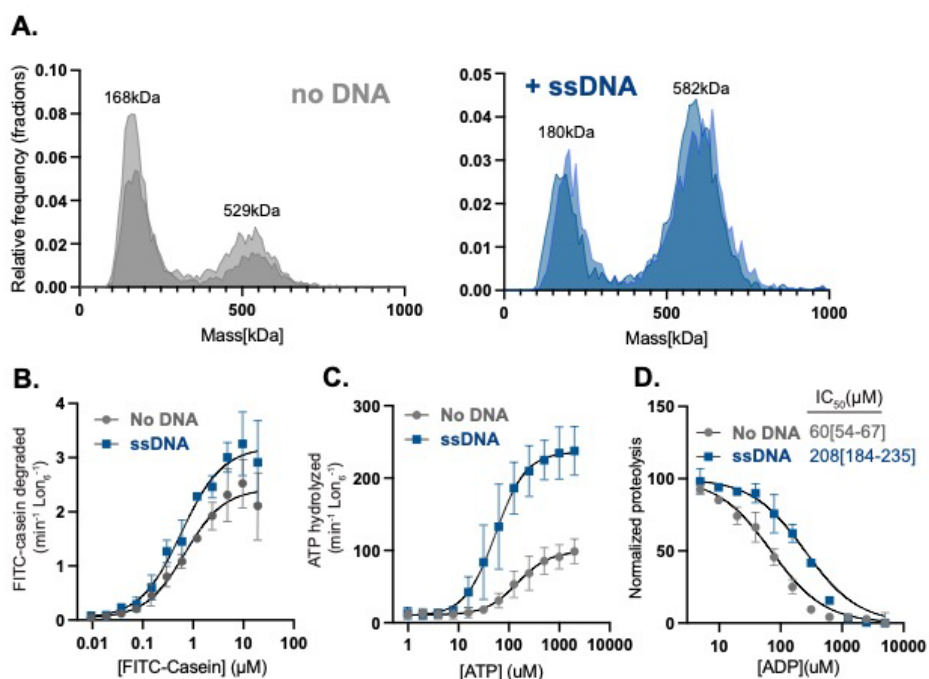 A.
Relative frequency (fractions)
0.10
0.08
0.06
0.04
0.02
0.00
168kDa
529kDa
no DNA
0
500
1000
Mass[kDa]
0.05
0.04
0.03
0.02
0.01
0.00
+ ssDNA
180kDa
582kDa
0
500
1000
Mass[kDa]
B.
FITC-casein degraded
(min⁻¹ Lon₆⁻¹)
4
3
2
1
0
No DNA
ssDNA
0.01
0.1
1
10
100
[FITC-Casein] (µM)
C.
ATP hydrolyzed
(min⁻¹ Lon₆⁻¹)
300
200
100
0
No DNA
ssDNA
1
10
100
1000
10000
[ATP] (uM)
D.
Normalized proteolysis
150
100
50
0
IC₅₀(µM)
No DNA 60[54-67]
ssDNA 208[184-235]
10
100
1000
10000
[ADP](uM)